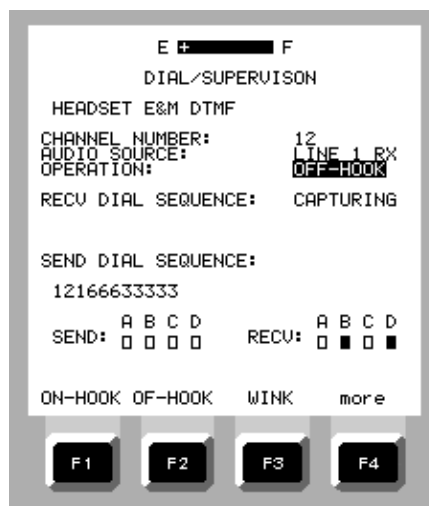 E F
DIAL/SUPERVISON
HEADSET E&M DTMF
CHANNEL NUMBER: 12
AUDIO SOURCE: LINE 1 RX
OPERATION: OFF-HOOK
RECV DIAL SEQUENCE: CAPTURING
SEND DIAL SEQUENCE:
12166633333
A B C D A B C D
SEND: RECV:
ON-HOOK OF-HOOK WINK more
F1 F2 F3 F4